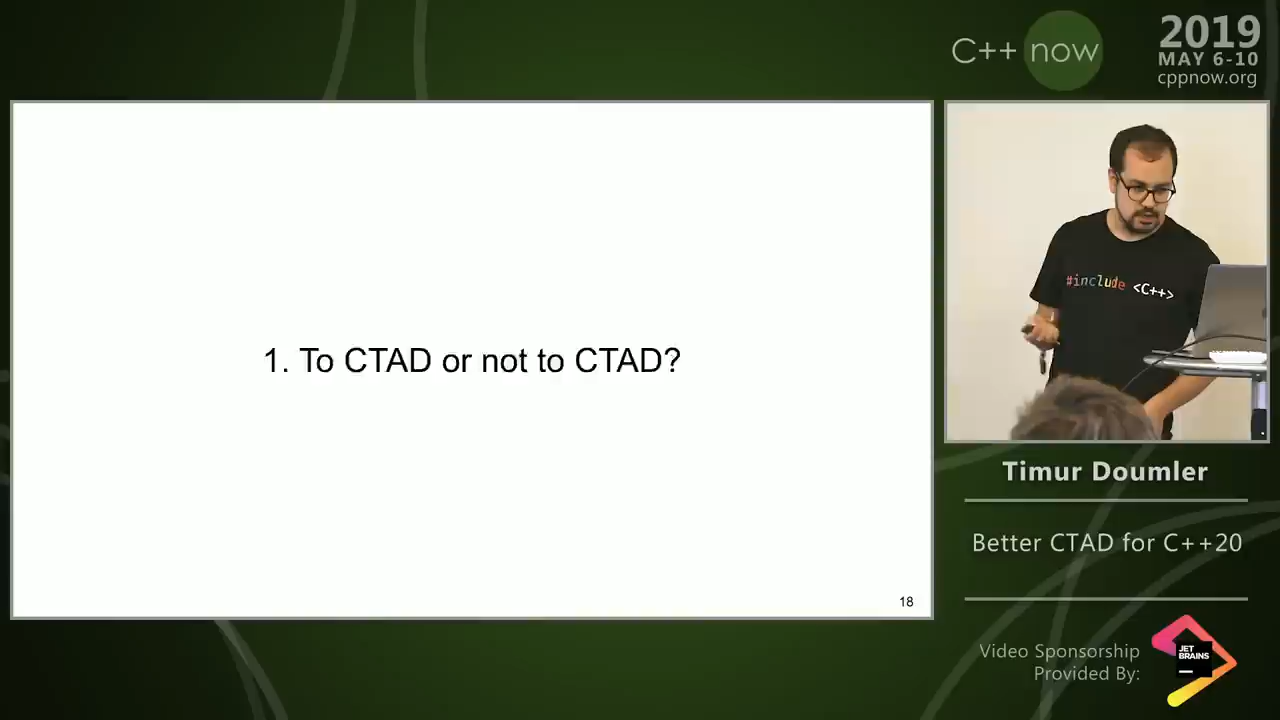 C++ now
2019
MAY 6-10
cppnow.org
1. To CTAD or not to CTAD?
18
#include <C++>
Timur Doumler
Better CTAD for C++20
Video Sponsorship
Provided By:
JET
BRAINS